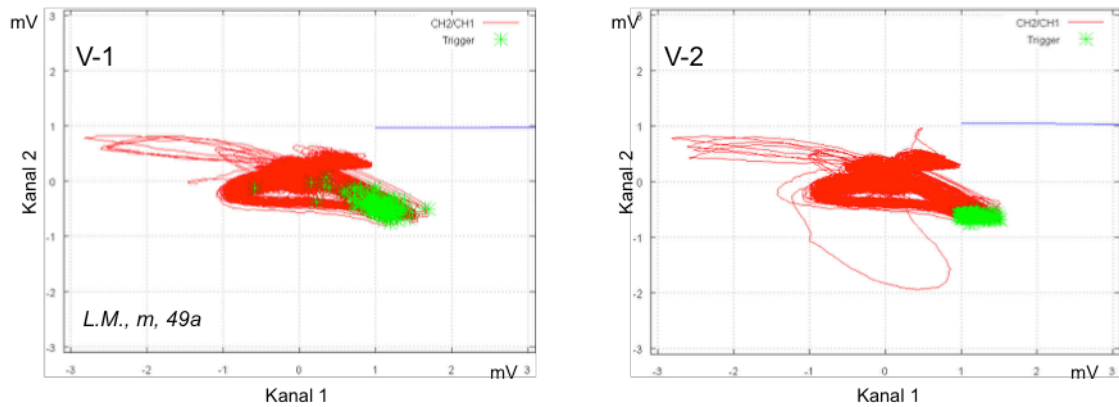 mV
V-1
CH2/CH1
Trigger
3
2
1
0
-1
-2
-3
Kanal 2
L.M., m, 49a
-3
-2
-1
0
1
2
3
mV
Kanal 1
mV
V-2
CH2/CH1
Trigger
3
2
1
0
-1
-2
-3
Kanal 2
-3
-2
-1
0
1
2
3
mV
Kanal 1